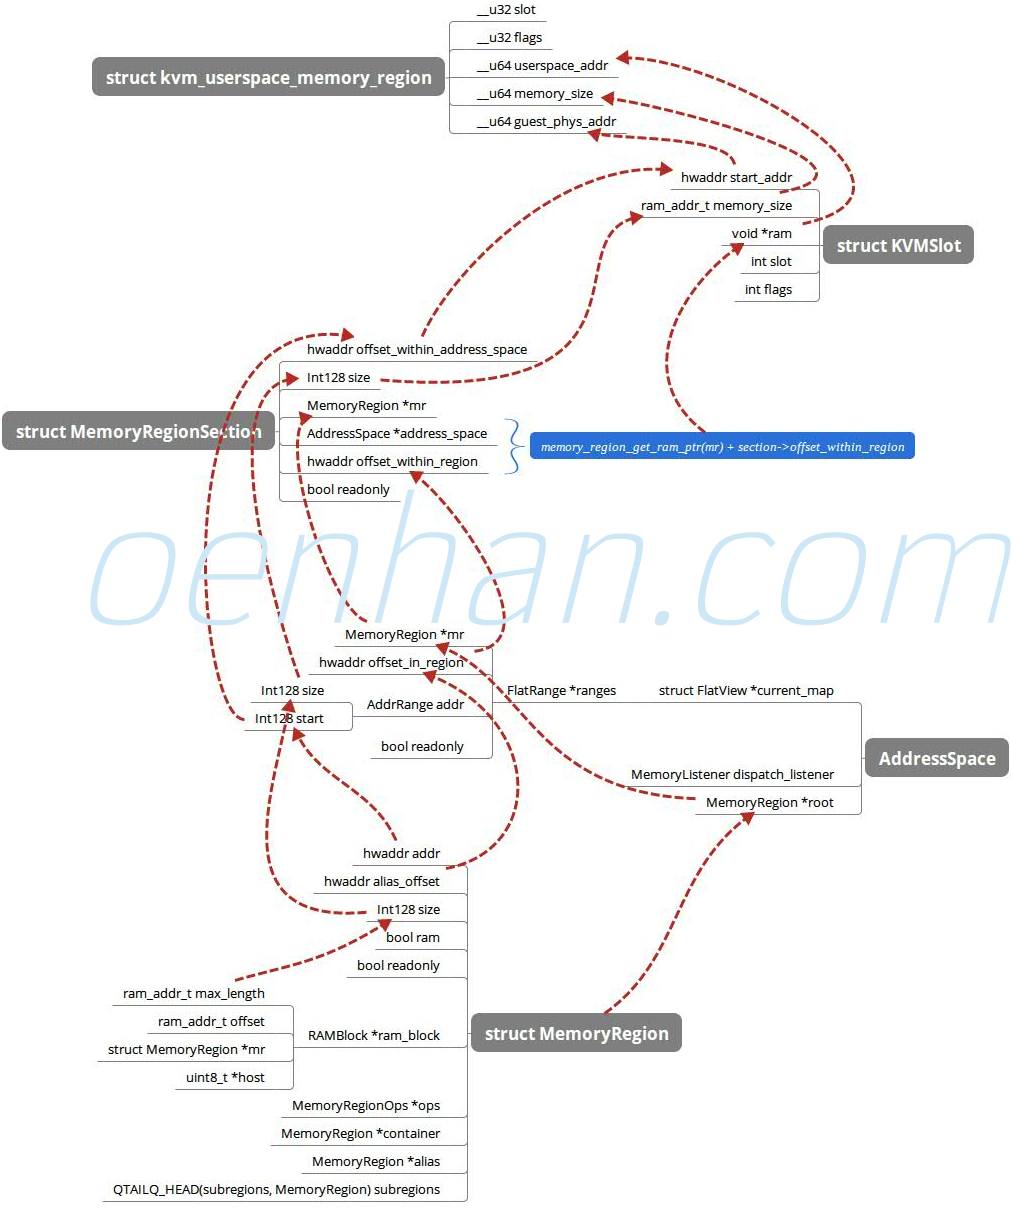 __u32 slot
__u32 flags
struct kvm_userspace_memory_region
__u64 userspace_addr
__u64 memory_size
__u64 guest_phys_addr
hwaddr start_addr
ram_addr_t memory_size
void *ram
struct KVMSlot
int slot
int flags
hwaddr offset_within_address_space
Int128 size
MemoryRegion *mr
struct MemoryRegionSection
AddressSpace *address_space
memory_region_get_ram_ptr(mr) + section->offset_within_region
hwaddr offset_within_region
bool readonly
oenhan.com
MemoryRegion *mr
hwaddr offset_in_region
Int128 size
FlatRange *ranges
struct FlatView *current_map
AddrRange addr
Int128 start
bool readonly
AddressSpace
MemoryListener dispatch_listener
MemoryRegion *root
hwaddr addr
hwaddr alias_offset
Int128 size
bool ram
bool readonly
ram_addr_t max_length
ram_addr_t offset
RAMBlock *ram_block
struct MemoryRegion
struct MemoryRegion *mr
uint8_t *host
MemoryRegionOps *ops
MemoryRegion *container
MemoryRegion *alias
QTAILQ_HEAD(subregions, MemoryRegion) subregions